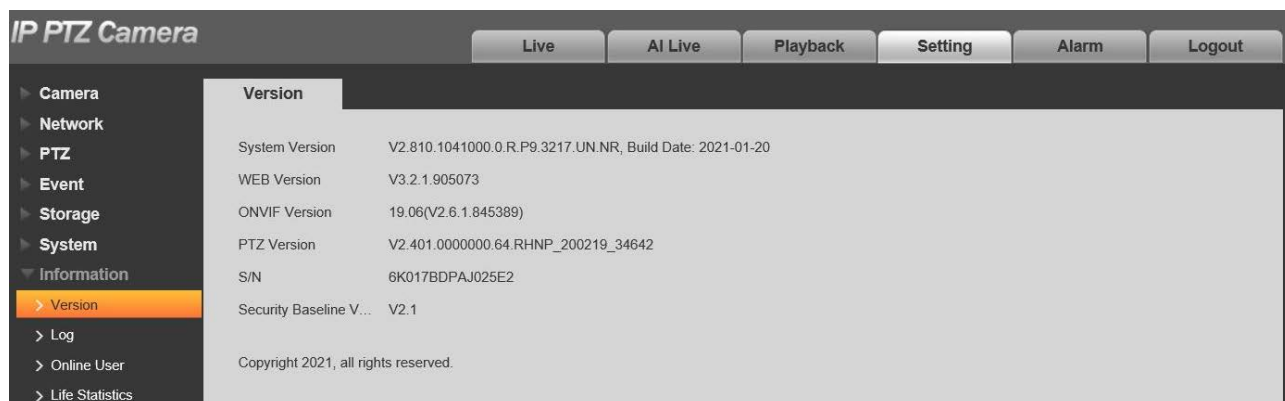 IP PTZ Camera
Live AI Live Playback Setting Alarm Logout
Camera
Network
PTZ
Event
Storage
System
Information
Version
Log
Online User
Life Statistics
Version
System Version V2.810.1041000.0.R.P9.3217.UN.NR, Build Date: 2021-01-20
WEB Version V3.2.1.905073
ONVIF Version 19.06(V2.6.1.845389)
PTZ Version V2.401.0000000.64.RHNP_200219_34642
S/N 6K017BDPAJ025E2
Security Baseline V... V2.1
Copyright 2021, all rights reserved.